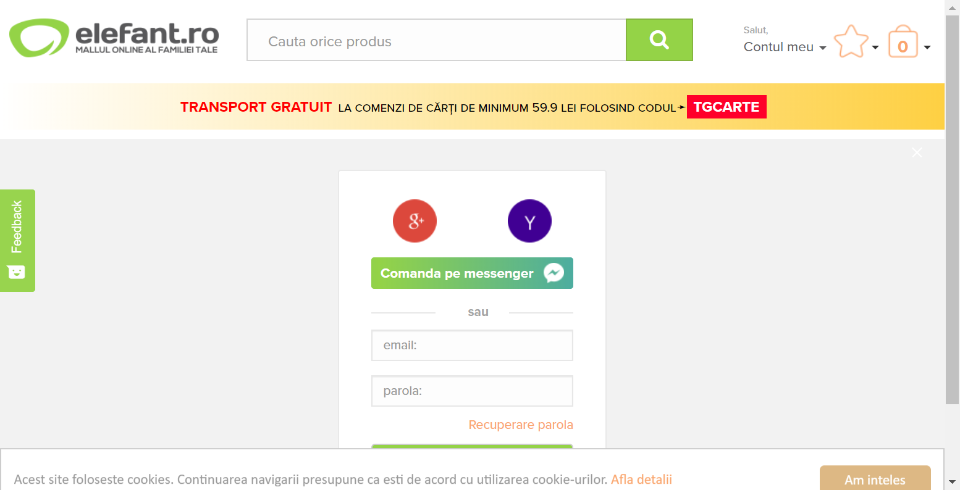 elefant.ro
MALLUL ONLINE AL FAMILIEI TALE
Cauta orice produs
Salut,
Contul meu
0
TRANSPORT GRATUIT LA COMENZI DE CĂRȚI DE MINIMUM 59.9 LEI FOLOSIND CODUL TGCARTE
Feedback
g+ Y
Comanda pe messenger
sau
email:
parola:
Recuperare parola
Acest site foloseste cookies. Continuarea navigarii presupune ca esti de acord cu utilizarea cookie-urilor. Afla detalii
Am inteles